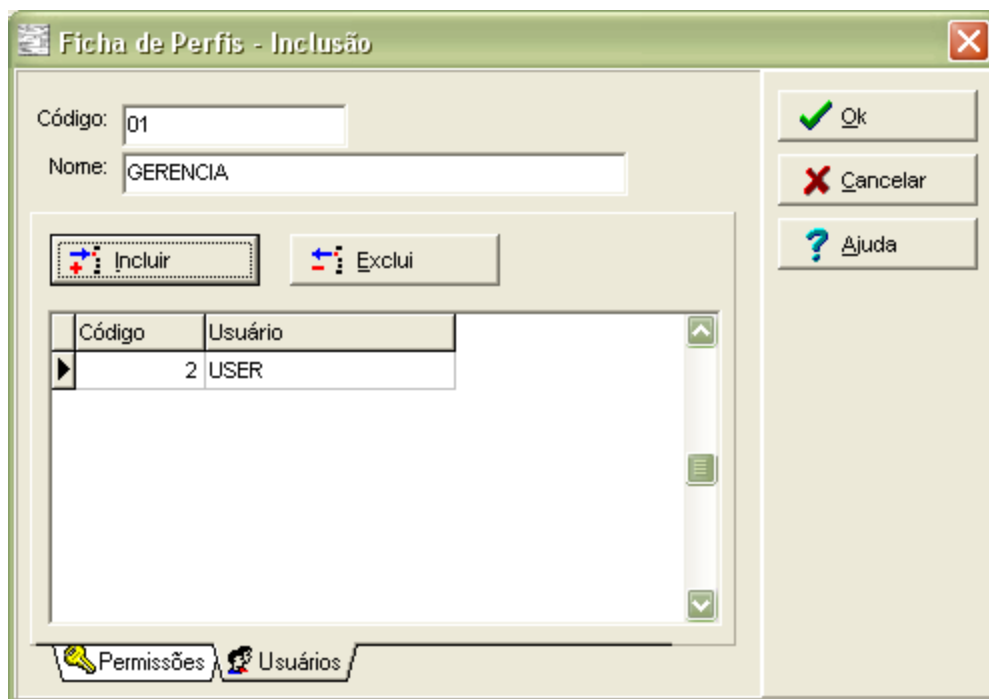 Ficha de Perfis - Inclusão
Código: 01
Nome: GERENCIA
Ok
Cancelar
Ajuda
Incluir Exclui
Código Usuário
2 USER
Permissões Usuários